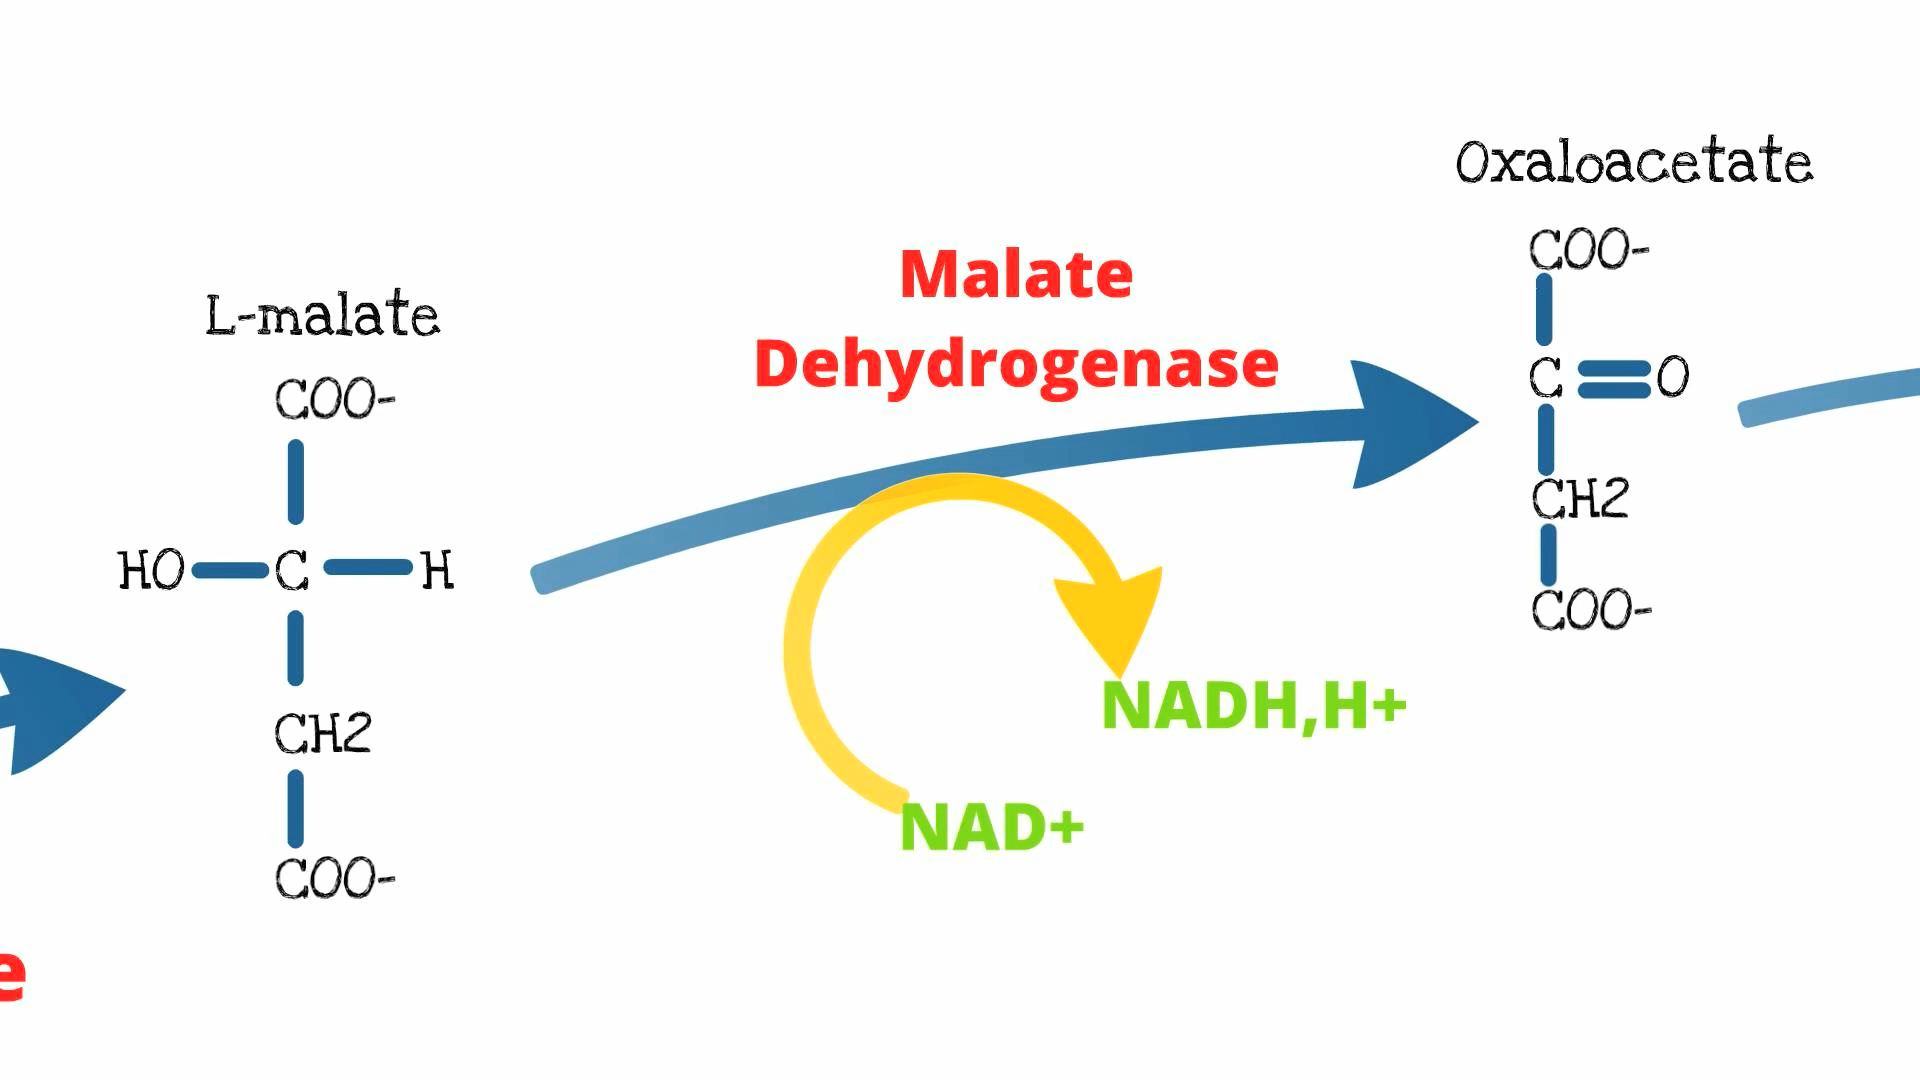 L-malate
COO-
HO C H
CH2
COO-
Malate
Dehydrogenase
NADH,H+
NAD+
Oxaloacetate
COO-
C O
CH2
COO-
e